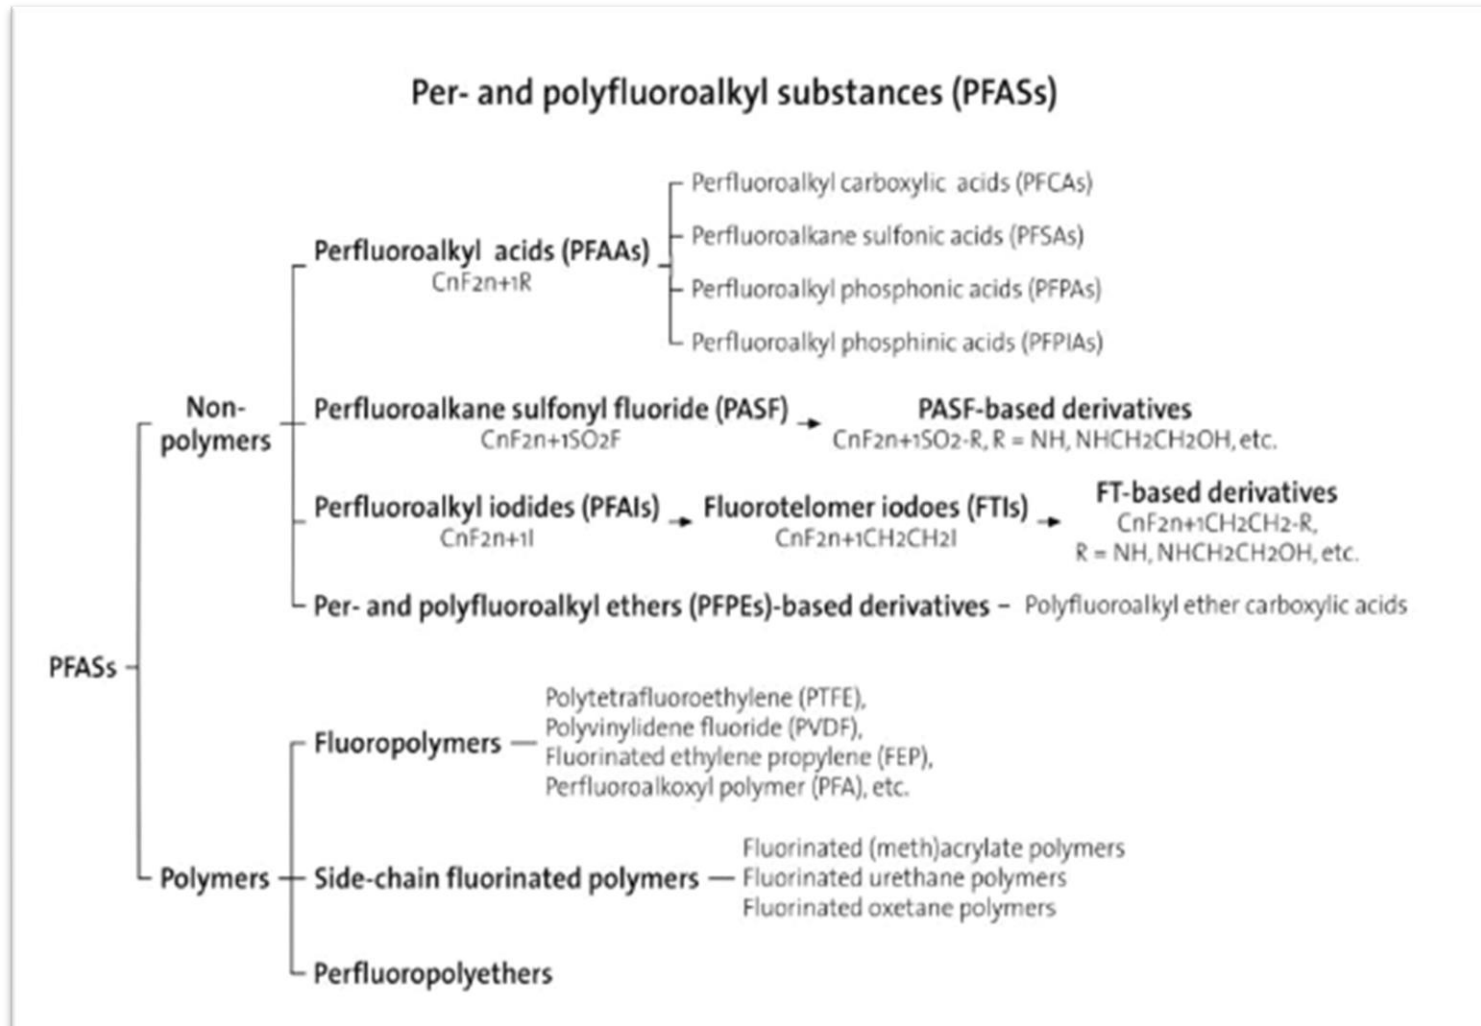 Per- and polyfluoroalkyl substances (PFASs)
Perfluoroalkyl carboxylic acids (PFCAs)
Perfluoroalkyl acids (PFAAs)
CnF2n+1R
Perfluoroalkane sulfonic acids (PFSAs)
Perfluoroalkyl phosphonic acids (PFPAs)
Perfluoroalkyl phosphinic acids (PFPIAs)
Non-
polymers
Perfluoroalkane sulfonyl fluoride (PASF)
CnF2n+1SO2F
PASF-based derivatives
CnF2n+1SO2-R, R = NH, NHCH2CH2OH, etc.
Perfluoroalkyl iodides (PFAIs)
CnF2n+1I
Fluorotelomer iodoes (FTIs)
CnF2n+1CH2CH2I
FT-based derivatives
CnF2n+1CH2CH2-R,
R = NH, NHCH2CH2OH, etc.
Per- and polyfluoroalkyl ethers (PFPEs)-based derivatives – Polyfluoroalkyl ether carboxylic acids
PFASs
Fluoropolymers
Polytetrafluoroethylene (PTFE),
Polyvinylidene fluoride (PVDF),
Fluorinated ethylene propylene (FEP),
Perfluoroalkoxyl polymer (PFA), etc.
Polymers
Side-chain fluorinated polymers
Fluorinated (meth)acrylate polymers
Fluorinated urethane polymers
Fluorinated oxetane polymers
Perfluoropolyethers